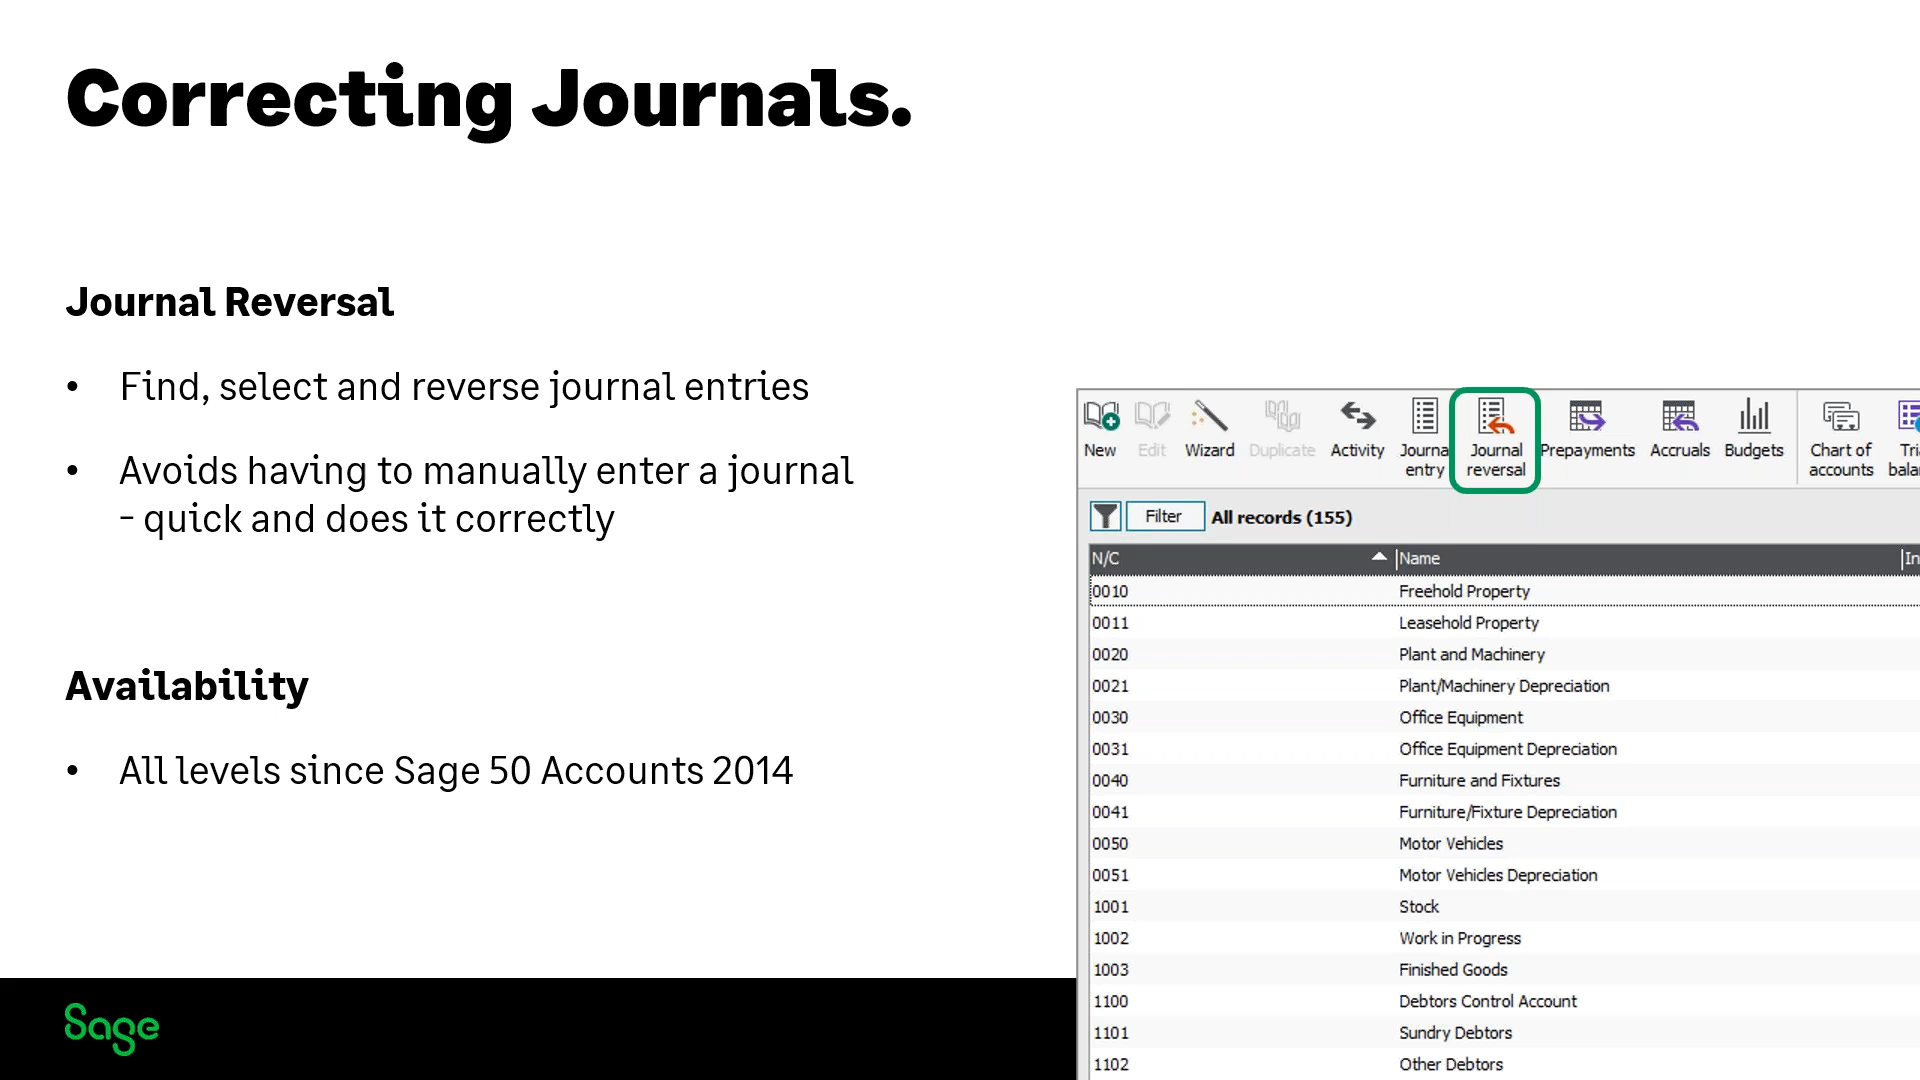 Correcting Journals.
Journal Reversal
• Find, select and reverse journal entries
• Avoids having to manually enter a journal
- quick and does it correctly
Availability
• All levels since Sage 50 Accounts 2014
Sage
New Edit Wizard Duplicate Activity Journa Journal Prepayments Accruals Budgets Chart of
entry reversal accounts
Filter All records (155)
N/C Name In
0010 Freehold Property
0011 Leasehold Property
0020 Plant and Machinery
0021 Plant/Machinery Depreciation
0030 Office Equipment
0031 Office Equipment Depreciation
0040 Furniture and Fixtures
0041 Furniture/Fixture Depreciation
0050 Motor Vehicles
0051 Motor Vehicles Depreciation
1001 Stock
1002 Work in Progress
1003 Finished Goods
1100 Debtors Control Account
1101 Sundry Debtors
1102 Other Debtors